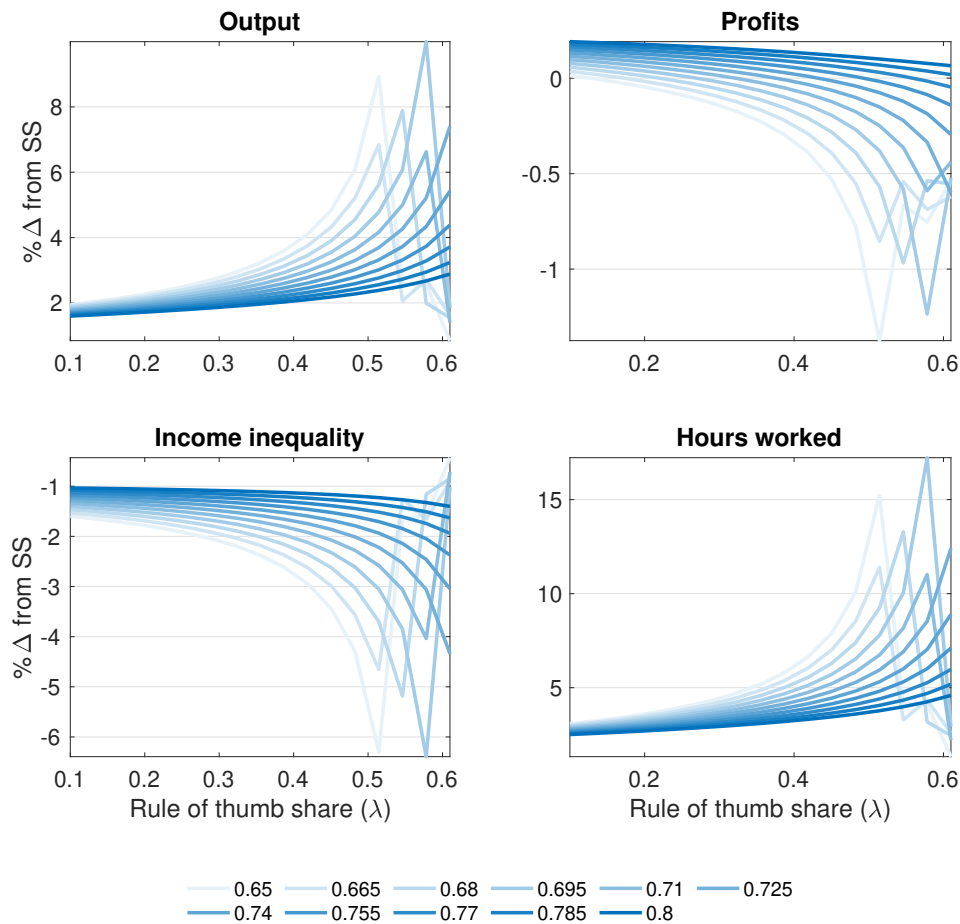 Output
Profits
% Δ from SS
8
6
4
2
0.1 0.2 0.3 0.4 0.5 0.6
0
-0.5
-1
0.2 0.4 0.6
Income inequality
Hours worked
% Δ from SS
-1
-2
-3
-4
-5
-6
0.1 0.2 0.3 0.4 0.5 0.6
Rule of thumb share (λ)
15
10
5
0.2 0.4 0.6
Rule of thumb share (λ)
0.65 0.665 0.68 0.695 0.71 0.725
0.74 0.755 0.77 0.785 0.8